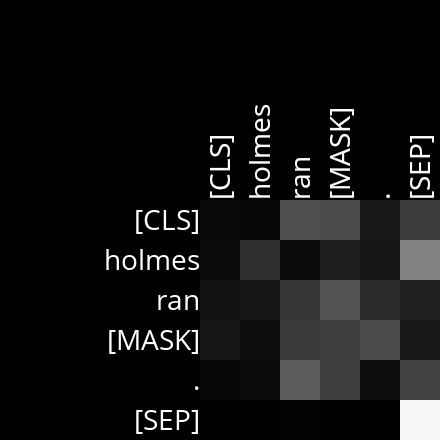 [CLS]
holmes
ran
[MASK]
.
[SEP]
[CLS]
holmes
ran
[MASK]
.
[SEP]